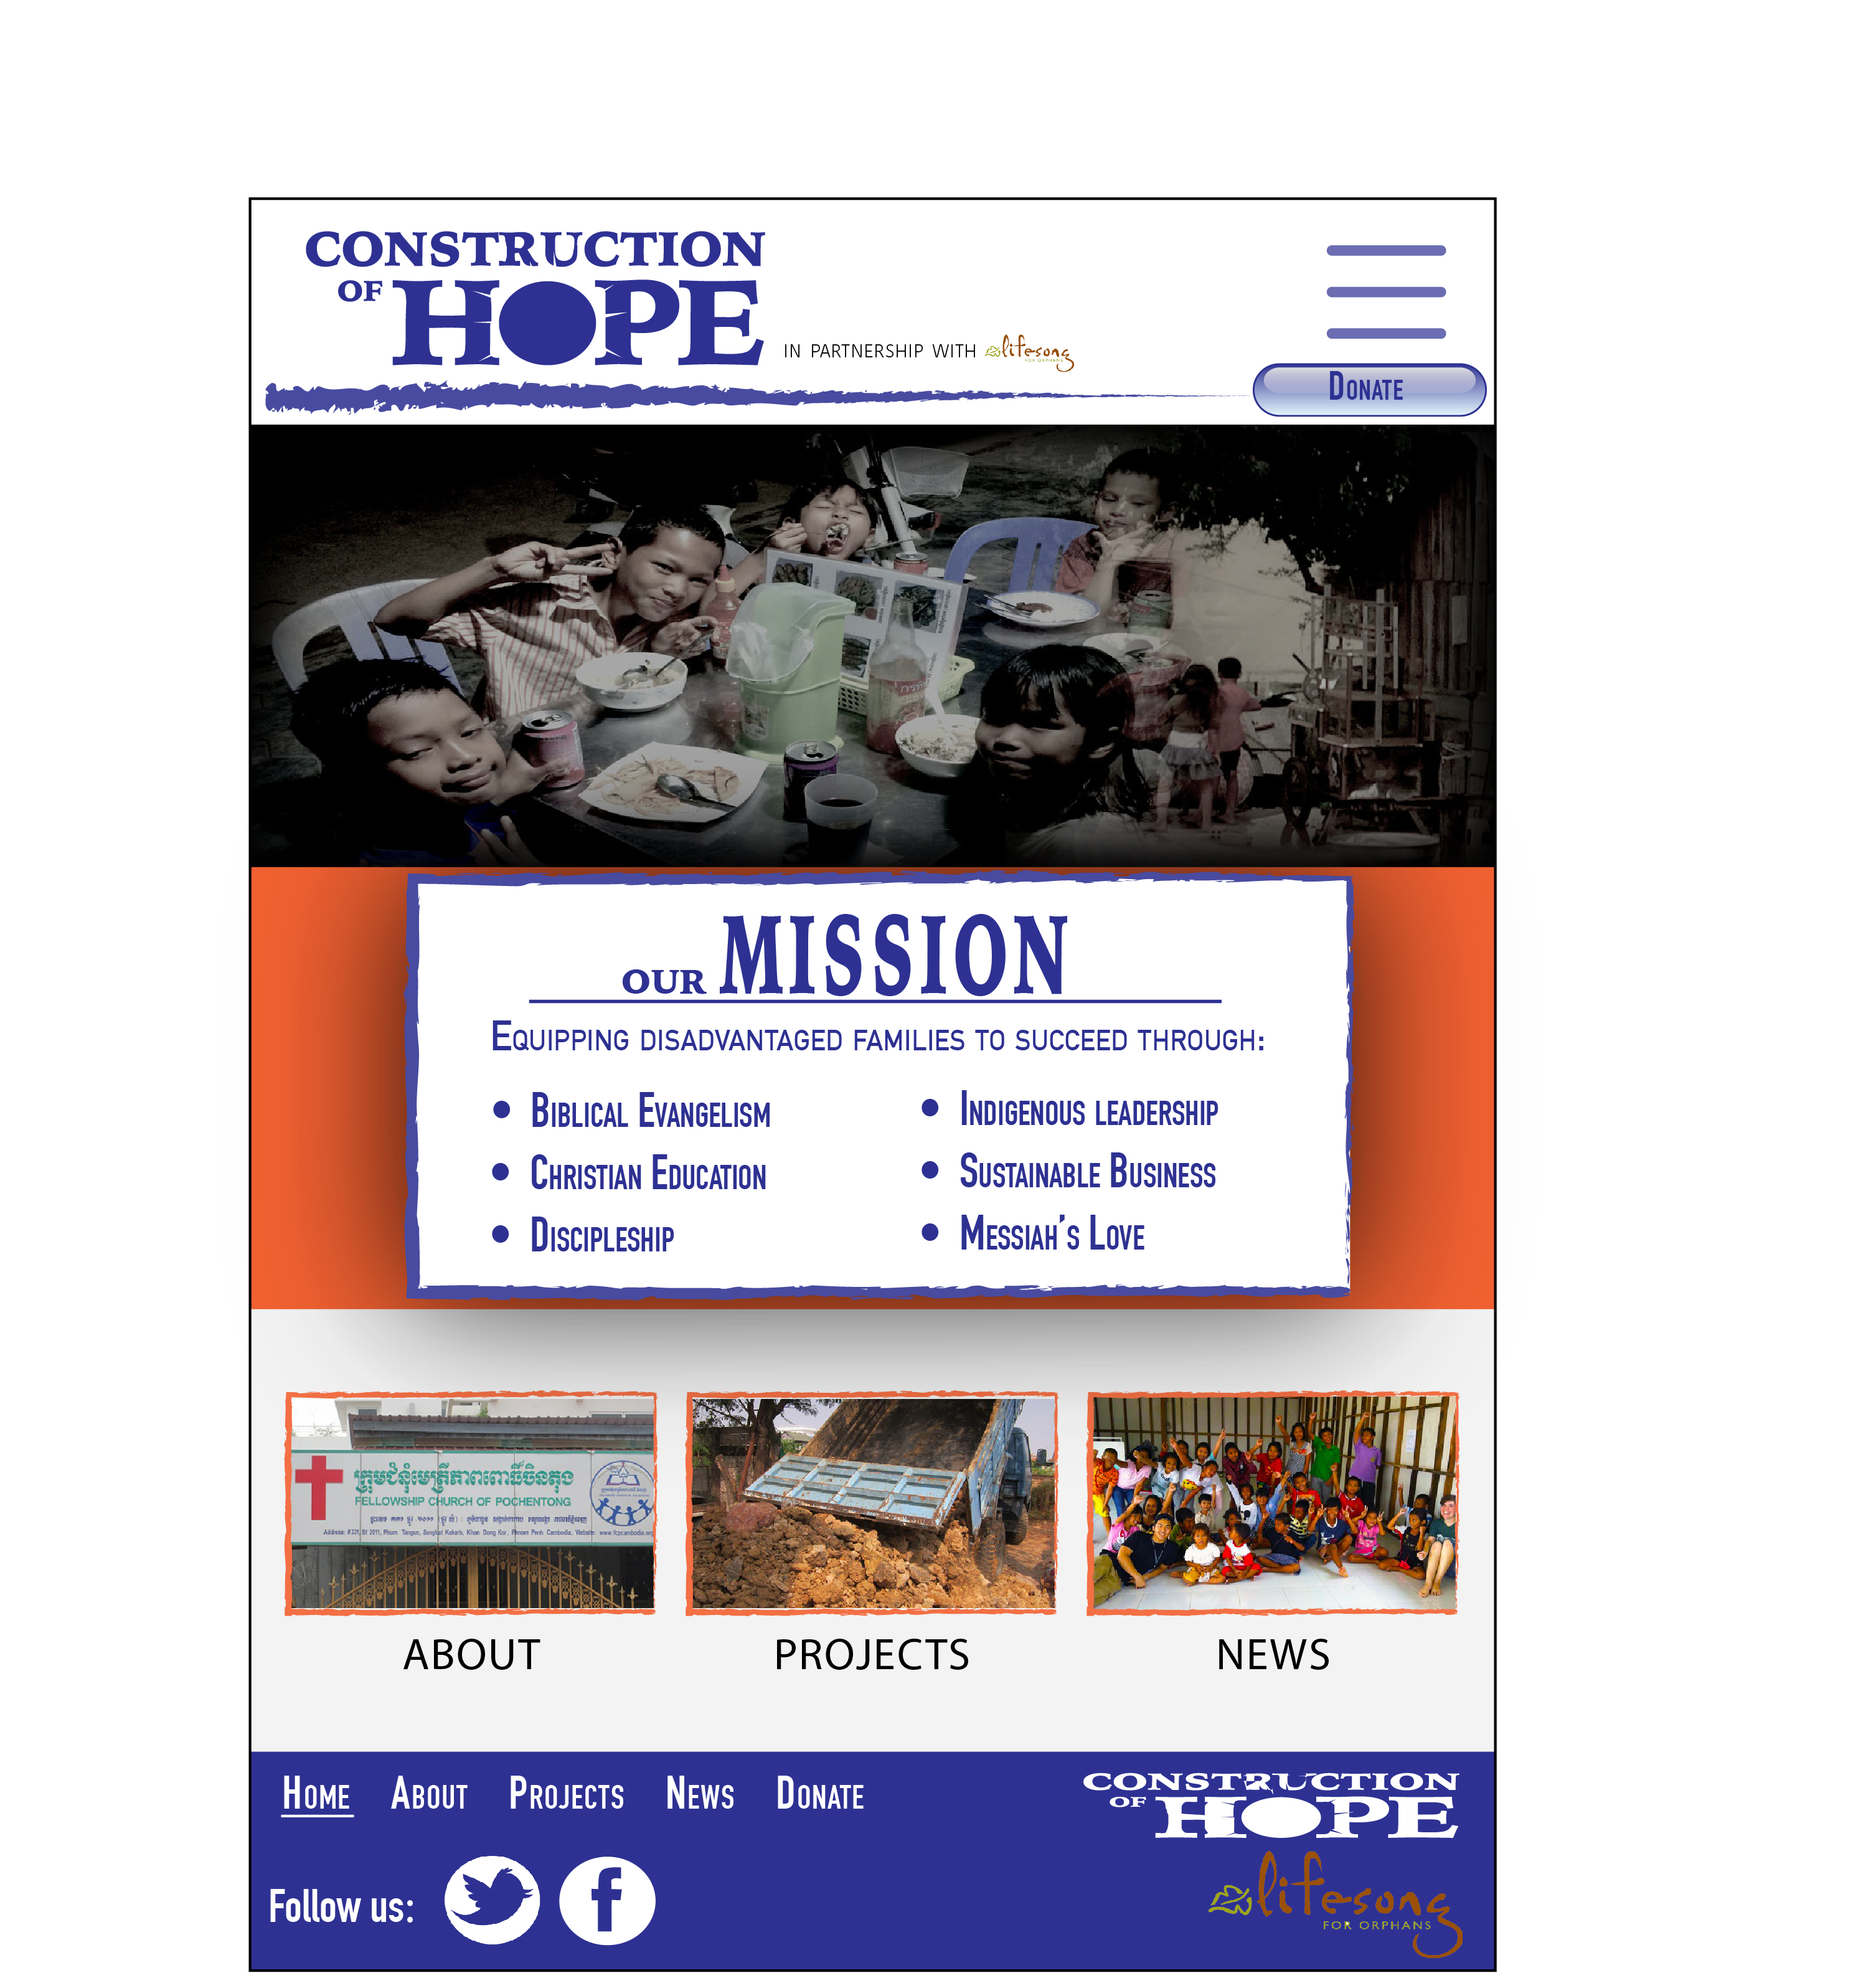 CONSTRUCTION
OF HOPE
IN PARTNERSHIP WITH lifesong
FOR ORPHANS
DONATE
OUR MISSION
EQUIPPING DISADVANTAGED FAMILIES TO SUCCEED THROUGH:
• BIBLICAL EVANGELISM
• CHRISTIAN EDUCATION
• DISCIPLESHIP
• INDIGENOUS LEADERSHIP
• SUSTAINABLE BUSINESS
• MESSIAH'S LOVE
FELLOWSHIP CHURCH OF POCHENTONG
ABOUT
PROJECTS
NEWS
HOME ABOUT PROJECTS NEWS DONATE
Follow us:
CONSTRUCTION
OF HOPE
lifesong
FOR ORPHANS